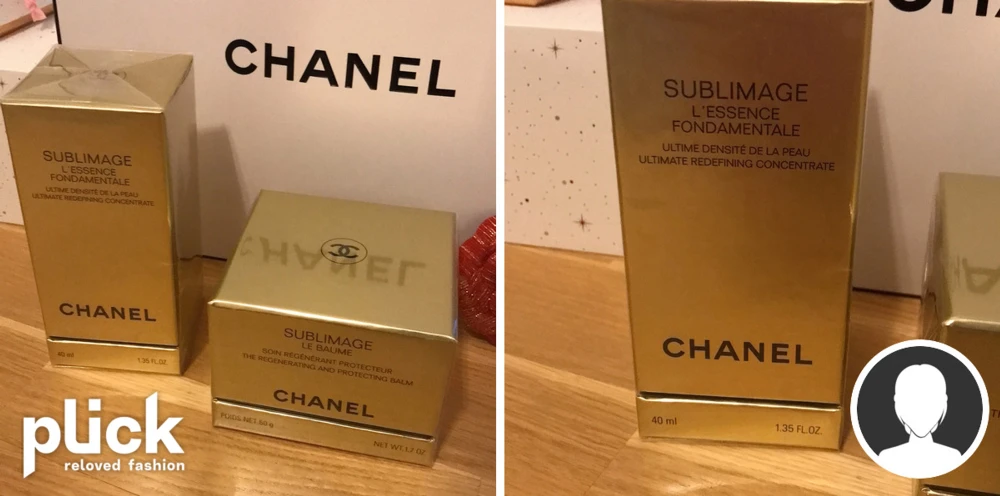 CHANEL
SUBLIMAGE
L'ESSENCE
FONDAMENTALE
ULTIME DENSITÉ DE LA PEAU
ULTIMATE REDEFINING CONCENTRATE
CHANEL
40 ml 1.35 FL.OZ.
CHANEL
SUBLIMAGE
LE BAUME
SOIN RÉGÉNÉRANT PROTECTEUR
THE REGENERATING AND PROTECTING BALM
CHANEL
POIDS NET 50 g NET WT. 1.7 OZ.
plick
reloved fashion
SUBLIMAGE
L'ESSENCE
FONDAMENTALE
ULTIME DENSITÉ DE LA PEAU
ULTIMATE REDEFINING CONCENTRATE
CHANEL
40 ml 1.35 FL.OZ.